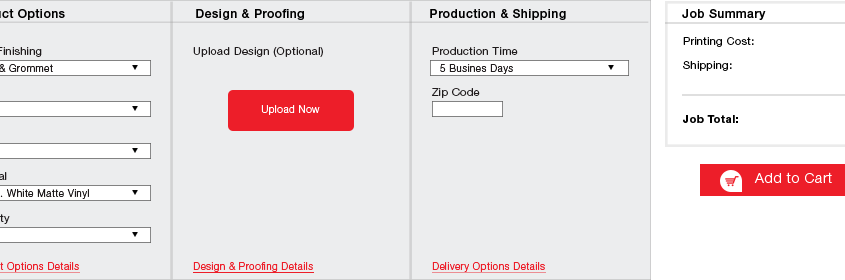 ct Options
Finishing
& Grommet
al
. White Matte Vinyl
ty
t Options Details
Design & Proofing
Upload Design (Optional)
Upload Now
Design & Proofing Details
Production & Shipping
Production Time
5 Busines Days
Zip Code
Delivery Options Details
Job Summary
Printing Cost:
Shipping:
Job Total:
Add to Cart